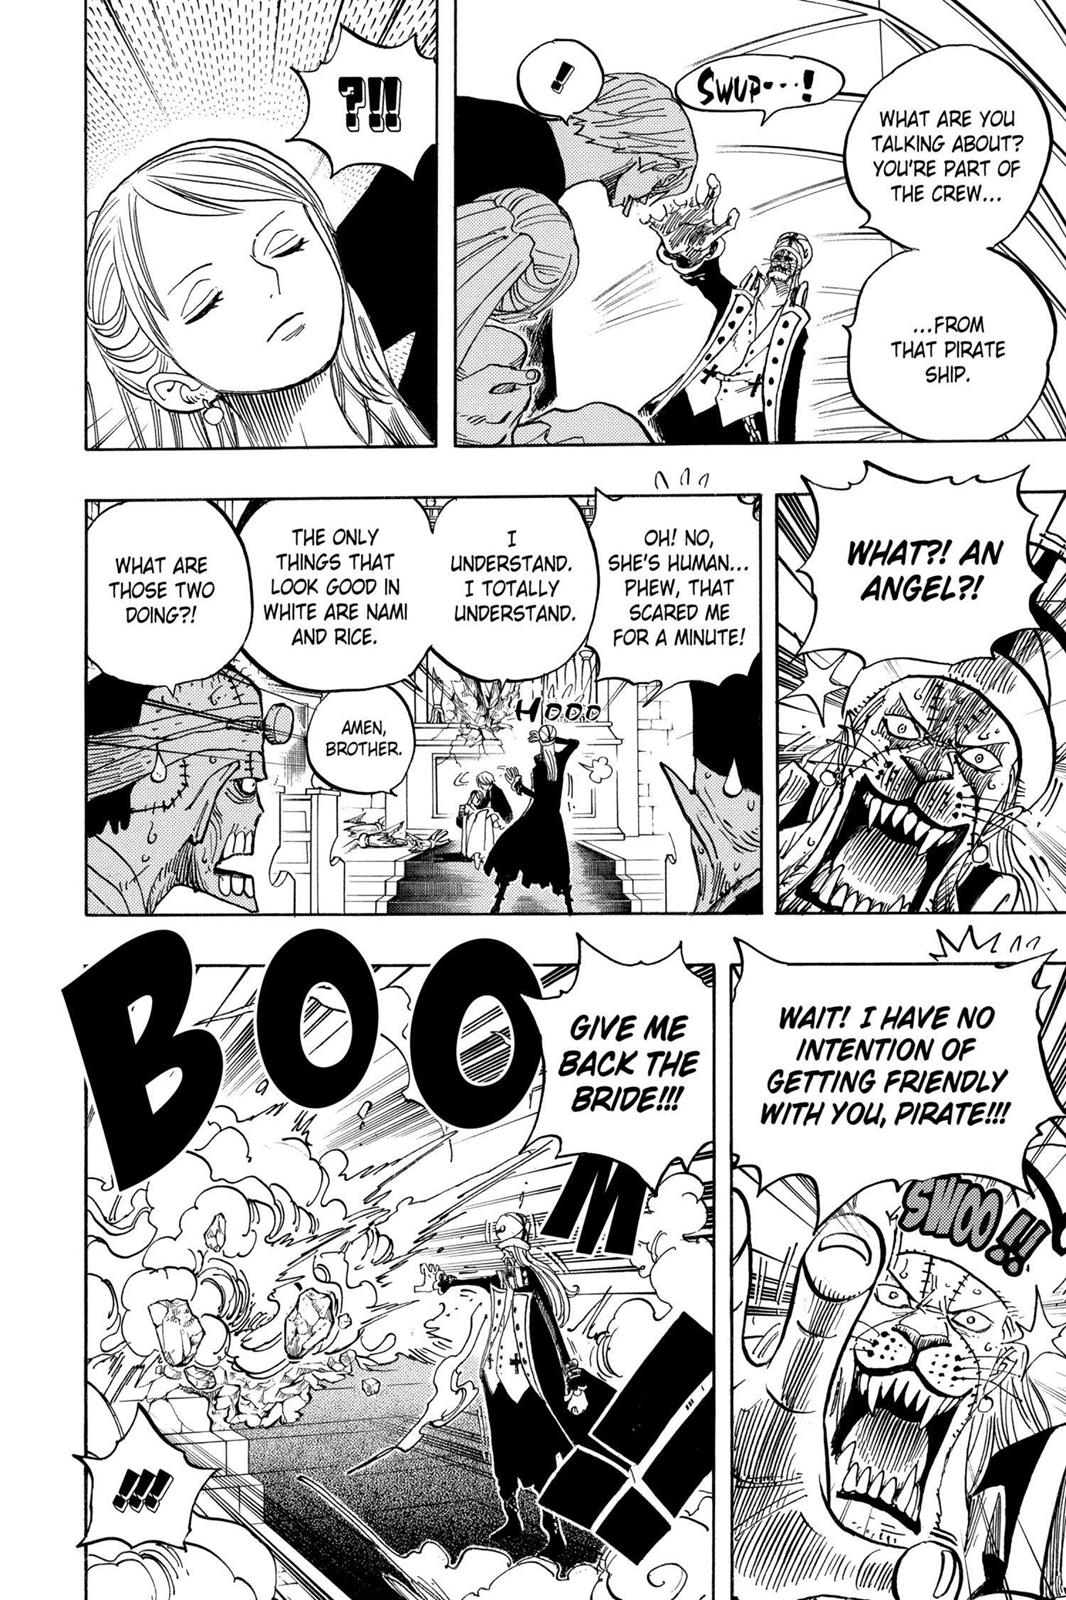 WHAT ARE YOU
TALKING ABOUT?
YOU'RE PART OF
THE CREW...
...FROM
THAT PIRATE
SHIP.
SWUP...!
!
?!!
WHAT?! AN
ANGEL?!
OH! NO,
SHE'S HUMAN...
PHEW, THAT
SCARED ME
FOR A MINUTE!
I
UNDERSTAND.
I TOTALLY
UNDERSTAND.
THE ONLY
THINGS THAT
LOOK GOOD IN
WHITE ARE NAMI
AND RICE.
AMEN,
BROTHER.
HOOO
WHAT ARE
THOSE TWO
DOING?!
WAIT! I HAVE NO
INTENTION OF
GETTING FRIENDLY
WITH YOU, PIRATE!!!
SWOO!!
GIVE ME
BACK THE
BRIDE!!!
BOOM!!
!!!